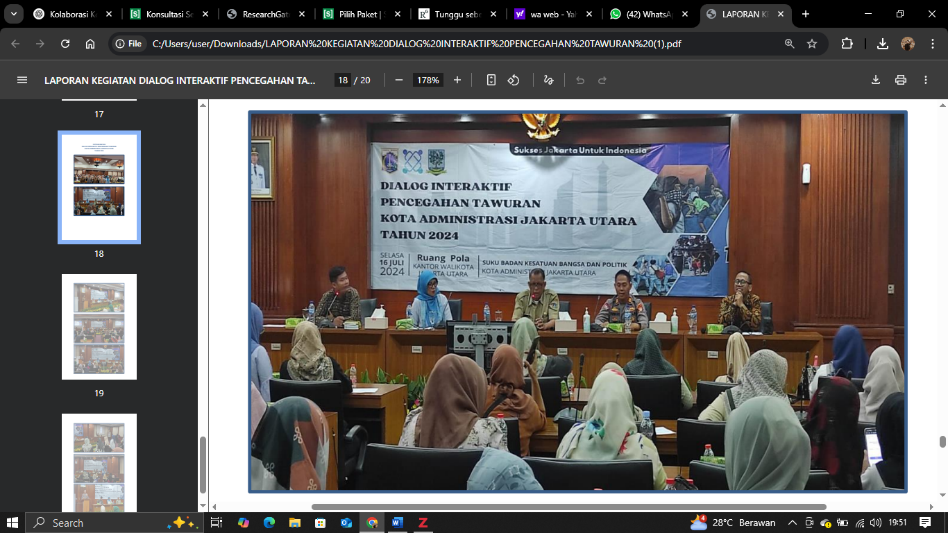 Kolaborasi K
Konsultasi Se
ResearchGat
Pilih Paket | S
Tunggu seb
wa web - Yah
(42) WhatsA
LAPORAN KE
File
C:/Users/user/Downloads/LAPORAN%20KEGIATAN%20DIALOG%20INTERAKTIF%20PENCEGAHAN%20TAWURAN%20(1).pdf
LAPORAN KEGIATAN DIALOG INTERAKTIF PENCEGAHAN TA...
18 / 20
178%
17
18
19
Sukses Jakarta Untuk Indonesia
DIALOG INTERAKTIF
PENCEGAHAN TAWURAN
KOTA ADMINISTRASI JAKARTA UTARA
TAHUN 2024
SELASA
16 JULI
2024
Ruang Pola
KANTOR WALIKOTA
JAKARTA UTARA
SUKU BADAN KESATUAN BANGSA DAN POLITIK
KOTA ADMINISTRASI JAKARTA UTARA
Search
28°C Berawan
19:51